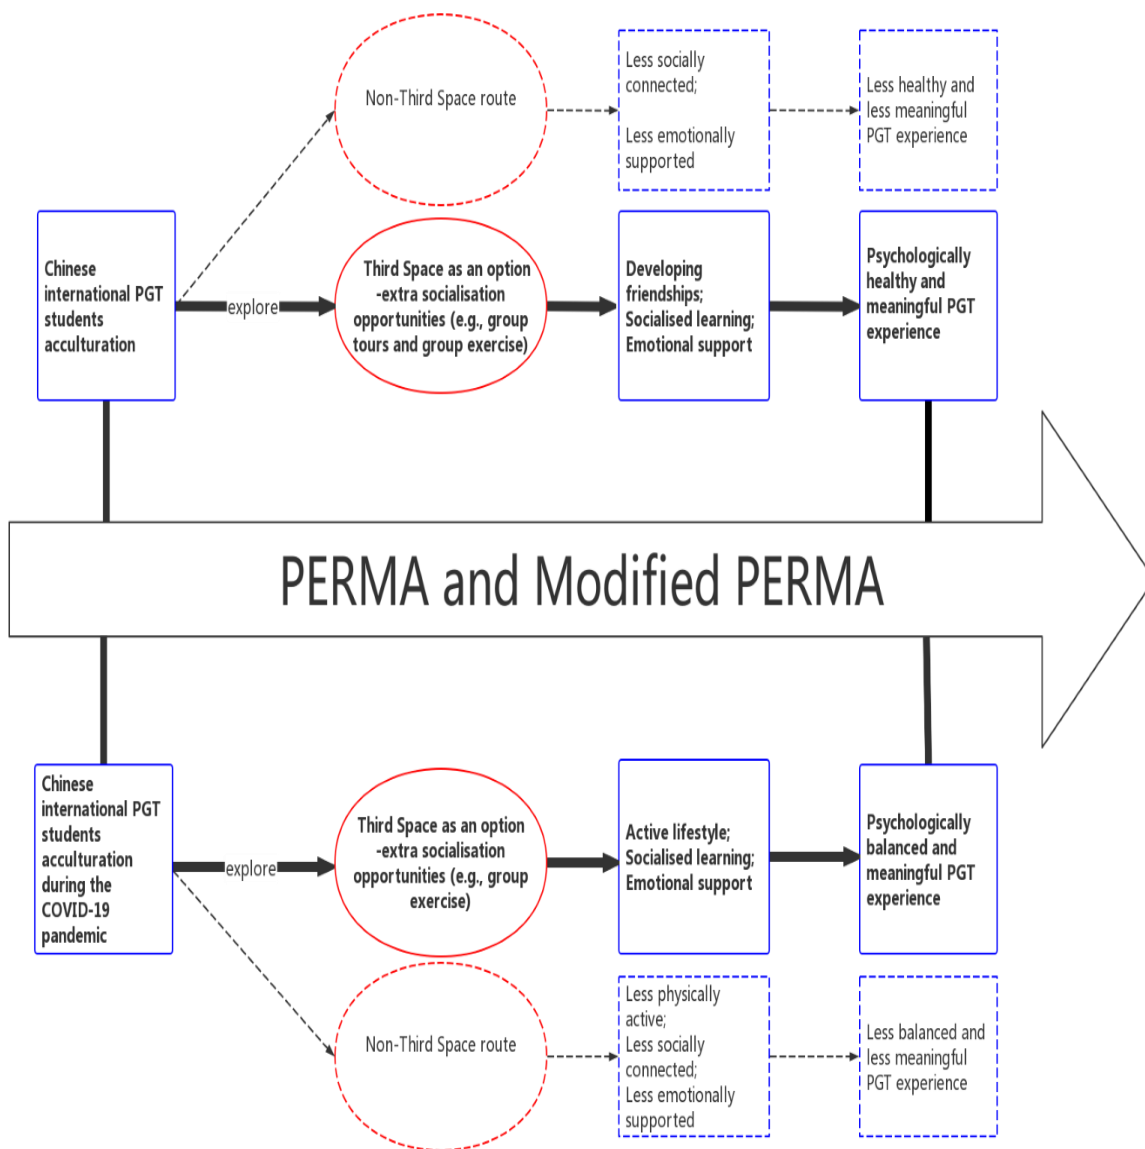 Non-Third Space route
Less socially
connected;
Less emotionally
supported
Less healthy and
less meaningful
PGT experience
Chinese
international PGT
students
acculturation
explore
Third Space as an option
-extra socialisation
opportunities (e.g., group
tours and group exercise)
Developing
friendships;
Socialised learning;
Emotional support
Psychologically
healthy and
meaningful PGT
experience
PERMA and Modified PERMA
Chinese
international PGT
students
acculturation
during the
COVID-19
pandemic
explore
Third Space as an option
-extra socialisation
opportunities (e.g., group
exercise)
Active lifestyle;
Socialised learning;
Emotional support
Psychologically
balanced and
meaningful PGT
experience
Non-Third Space route
Less physically
active;
Less socially
connected;
Less emotionally
supported
Less balanced and
less meaningful
PGT experience